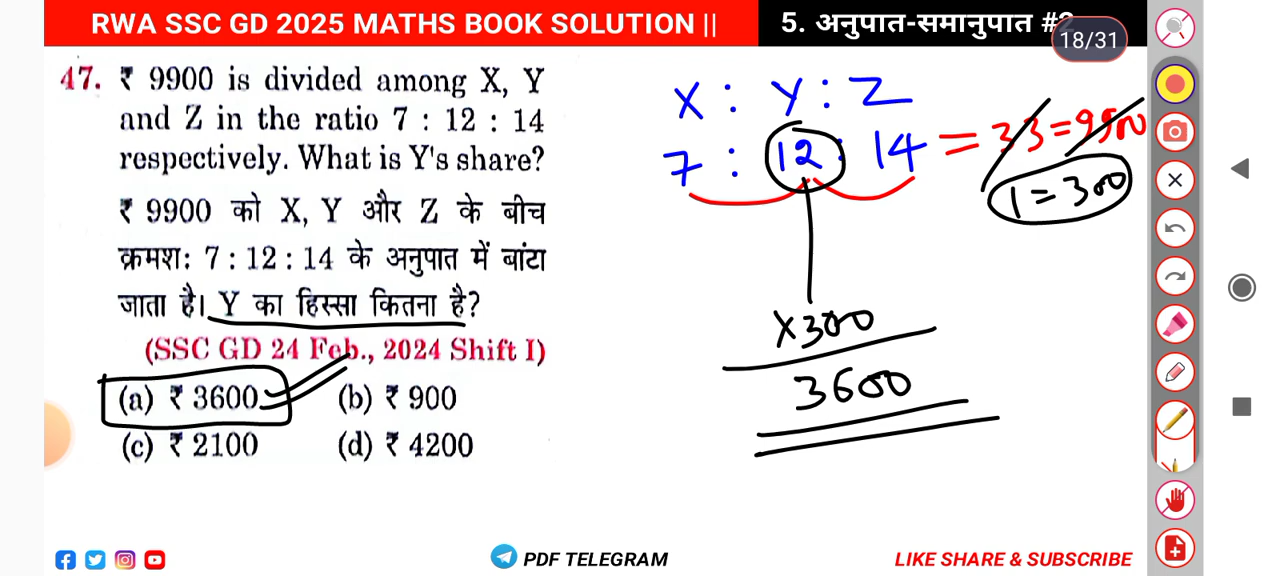 RWA SSC GD 2025 MATHS BOOK SOLUTION ||
5. अनुपात-समानुपात #2
18/31
47. ₹ 9900 is divided among X, Y
and Z in the ratio 7 : 12 : 14
respectively. What is Y's share?
₹ 9900 को X, Y और Z के बीच
क्रमश: 7 : 12 : 14 के अनुपात में बांटा
जाता है। Y का हिस्सा कितना है?
(SSC GD 24 Feb., 2024 Shift I)
(a) ₹ 3600 (b) ₹ 900
(c) ₹ 2100 (d) ₹ 4200
X : Y : Z
7 : 12 : 14 = 33 = 9900
1 = 300
X300
3600
PDF TELEGRAM
LIKE SHARE & SUBSCRIBE